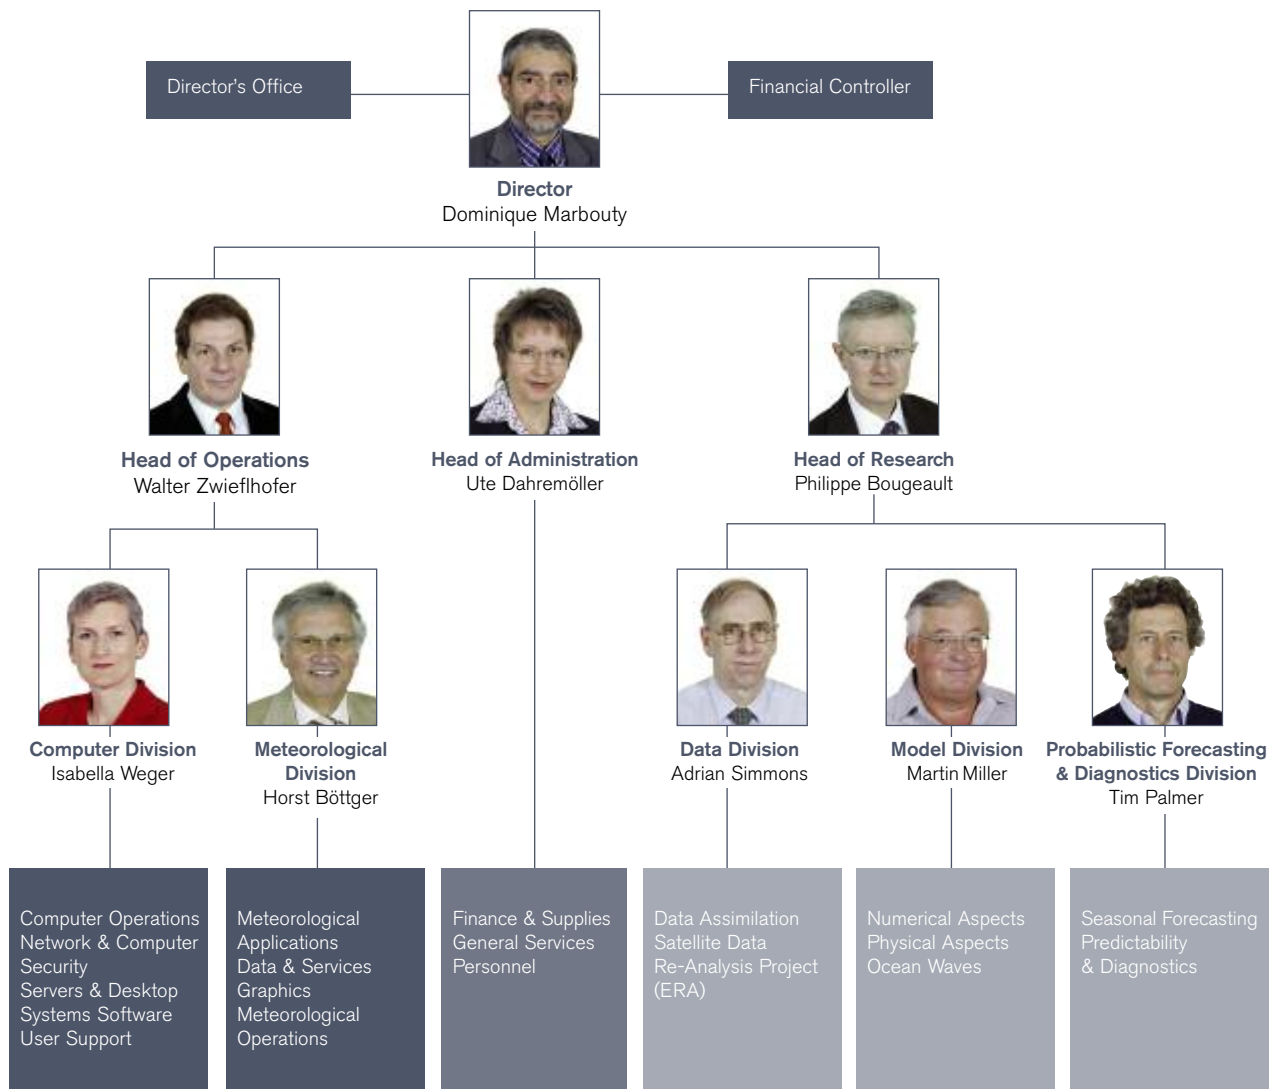 Director's Office
Financial Controller
Director
Dominique Marbouty
Head of Operations
Walter Zwieflhofer
Head of Administration
Ute Dahremöller
Head of Research
Philippe Bougeault
Computer Division
Isabella Weger
Meteorological
Division
Horst Böttger
Data Division
Adrian Simmons
Model Division
Martin Miller
Probabilistic Forecasting
& Diagnostics Division
Tim Palmer
Computer Operations
Network & Computer
Security
Servers & Desktop
Systems Software
User Support
Meteorological
Applications
Data & Services
Graphics
Meteorological
Operations
Finance & Supplies
General Services
Personnel
Data Assimilation
Satellite Data
Re-Analysis Project
(ERA)
Numerical Aspects
Physical Aspects
Ocean Waves
Seasonal Forecasting
Predictability
& Diagnostics